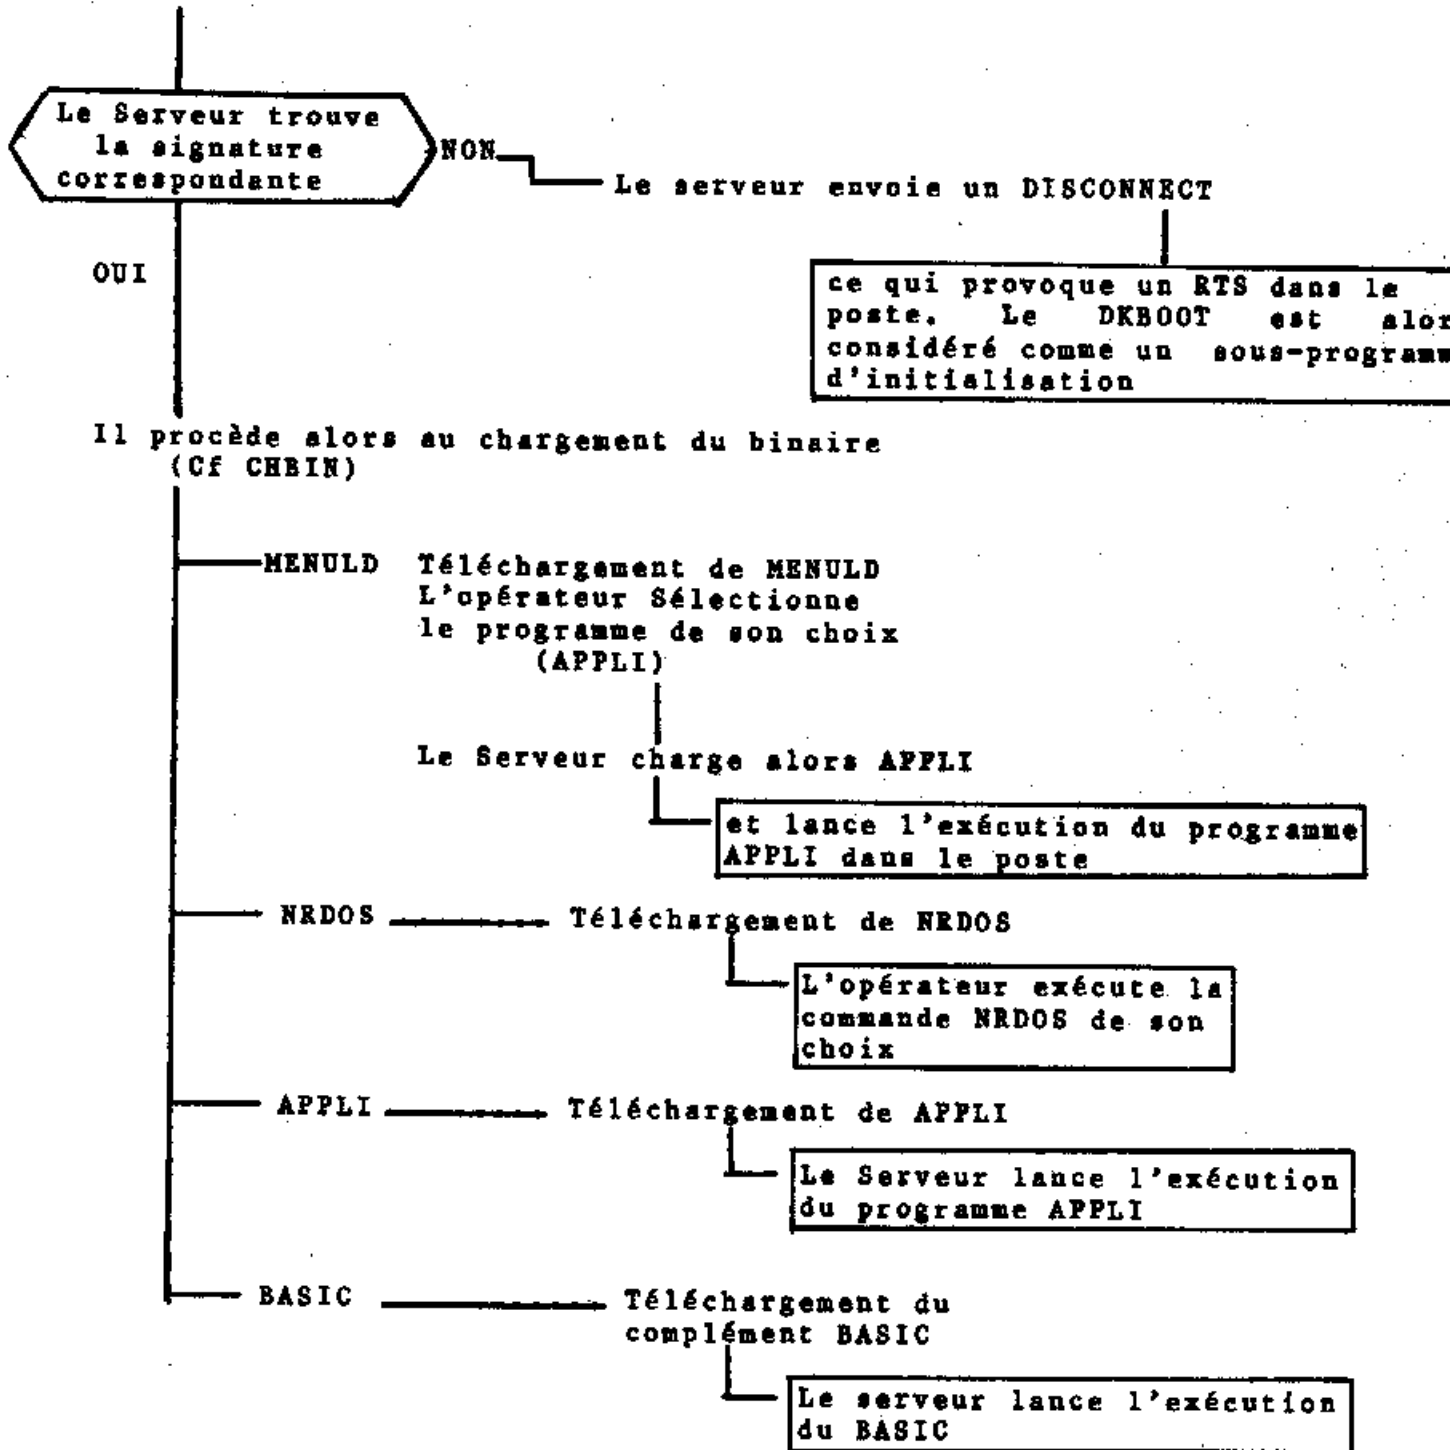 Le Serveur trouve
la signature
correspondante
NON
Le serveur envoie un DISCONNECT
OUI
ce qui provoque un RTS dans le
poste. Le DKBOOT est alor
considéré comme un sous-programm
d'initialisation
Il procède alors au chargement du binaire
(Cf CHBIN)
MENULD Téléchargement de MENULD
L'opérateur Sélectionne
le programme de son choix
(APPLI)
Le Serveur charge alors APPLI
et lance l'exécution du programme
APPLI dans le poste
NRDOS Téléchargement de NRDOS
L'opérateur exécute la
commande NRDOS de son
choix
APPLI Téléchargement de APPLI
Le Serveur lance l'exécution
du programme APPLI
BASIC Téléchargement du
complément BASIC
Le serveur lance l'exécution
du BASIC